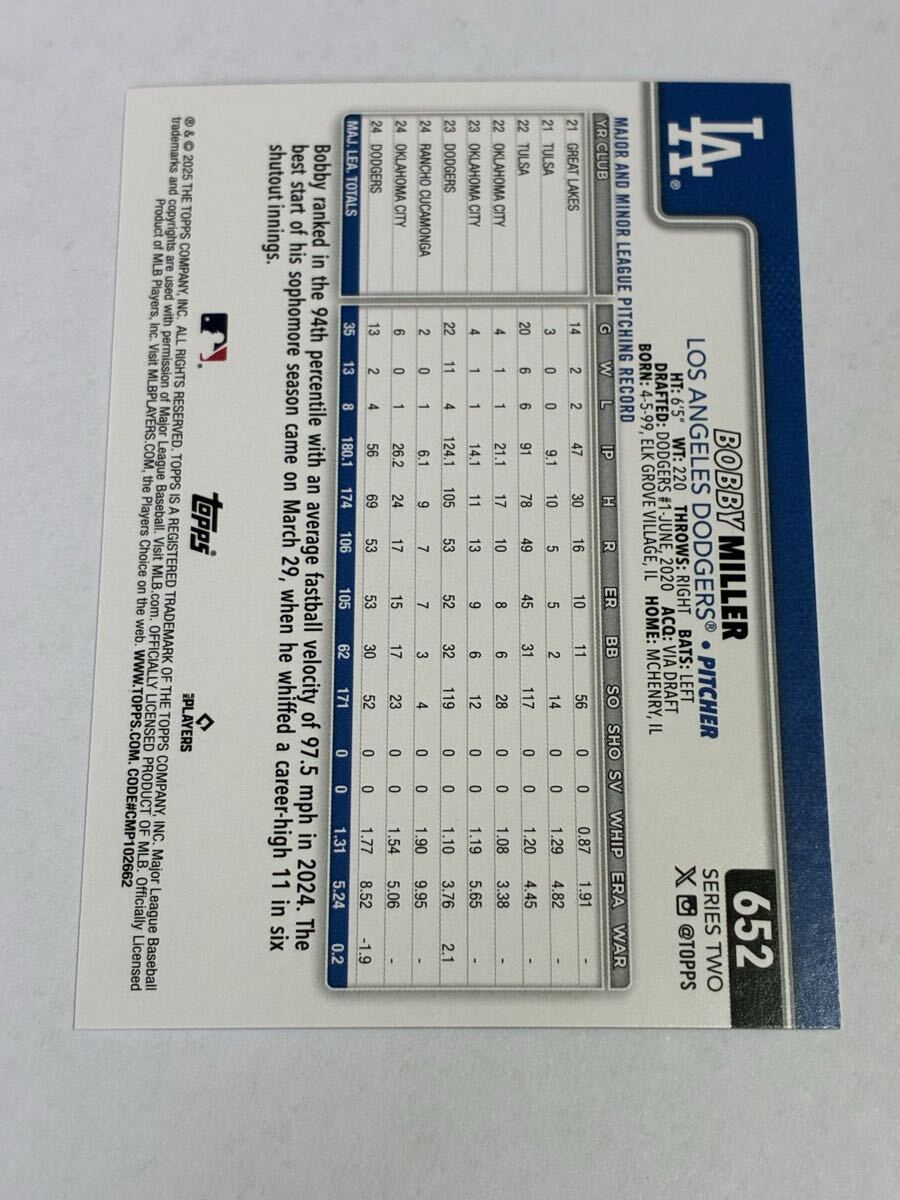 LA®
652
SERIES TWO
X @TOPPS
BOBBY MILLER
LOS ANGELES DODGERS® • PITCHER
HT: 6'5" WT: 220 THROWS: RIGHT BATS: LEFT
DRAFTED: DODGERS #1-JUNE, 2020 ACQ: VIA DRAFT
BORN: 4-5-99, ELK GROVE VILLAGE, IL HOME: MCHENRY, IL
MAJOR AND MINOR LEAGUE PITCHING RECORD
YR CLUB G W L IP H R ER BB SO SHO SV WHIP ERA WAR
21 GREAT LAKES 14 2 2 47 30 16 10 11 56 0 0 0.87 1.91 -
21 TULSA 3 0 0 9.1 10 5 5 2 14 0 0 1.29 4.82 -
22 TULSA 20 6 6 91 78 49 45 31 117 0 0 1.20 4.45 -
22 OKLAHOMA CITY 4 1 1 21.1 17 10 8 6 28 0 0 1.08 3.38 -
23 OKLAHOMA CITY 4 1 1 14.1 11 13 9 6 12 0 0 1.19 5.65 -
23 DODGERS 22 11 4 124.1 105 53 52 32 119 0 0 1.10 3.76 2.1
24 RANCHO CUCAMONGA 2 0 1 6.1 9 7 7 3 4 0 0 1.90 9.95 -
24 OKLAHOMA CITY 6 0 1 26.2 24 17 15 17 23 0 0 1.54 5.06 -
24 DODGERS 13 2 4 56 69 53 53 30 52 0 0 1.77 8.52 -1.9
MAJ. LEA. TOTALS 35 13 8 180.1 174 106 105 62 171 0 0 1.31 5.24 0.2
Bobby ranked in the 94th percentile with an average fastball velocity of 97.5 mph in 2024. The
best start of his sophomore season came on March 29, when he whiffed a career-high 11 in six
shutout innings.
topps®
MLB PLAYERS
® & © 2025 THE TOPPS COMPANY, INC. ALL RIGHTS RESERVED. TOPPS IS A REGISTERED TRADEMARK OF THE TOPPS COMPANY, INC. Major League Baseball
trademarks and copyrights are used with permission of Major League Baseball. Visit MLB.com. OFFICIALLY LICENSED PRODUCT OF MLB. Officially Licensed
Product of MLB Players, Inc. Visit MLBPLAYERS.COM, the Players Choice on the web. WWW.TOPPS.COM. CODE#CMP102662